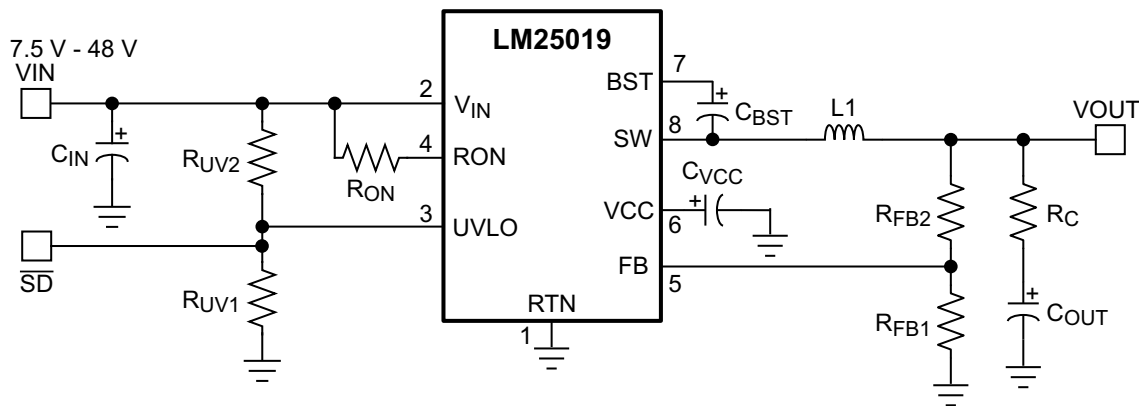 LM25019
7.5 V - 48 V
VIN
7
BST
2
VIN
CBST
L1
VOUT
8
SW
CIN
RUV2
4
RON
RON
CVCC
3
UVLO
VCC
6
RFB2
RC
SD
FB
5
RUV1
RTN
1
RFB1
COUT